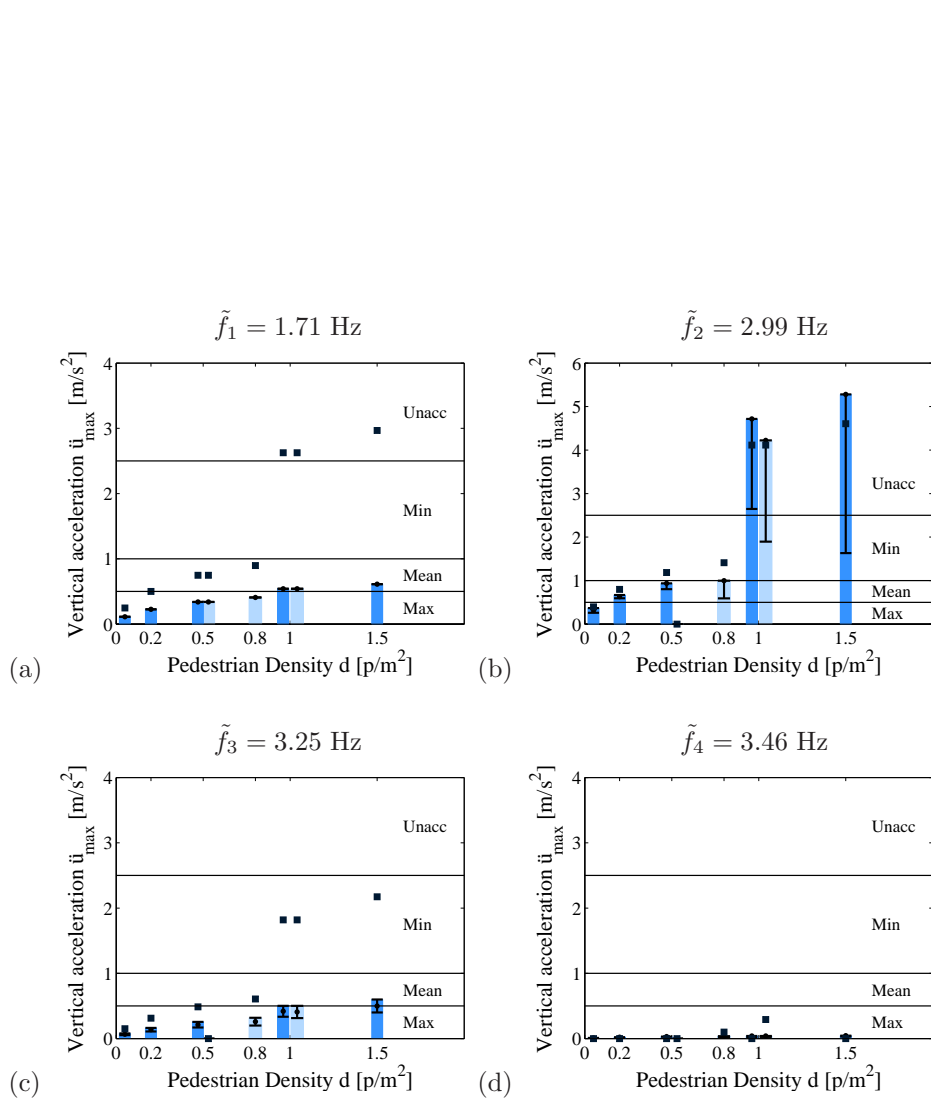 f̃₁ = 1.71 Hz
Vertical acceleration ü_max [m/s²]
4
3
2
1
0
Unacc
Min
Mean
Max
0 0.2 0.5 0.8 1 1.5
Pedestrian Density d [p/m²]
(a)
f̃₂ = 2.99 Hz
Vertical acceleration ü_max [m/s²]
6
5
4
3
2
1
0
Unacc
Min
Mean
Max
0 0.2 0.5 0.8 1 1.5
Pedestrian Density d [p/m²]
(b)
f̃₃ = 3.25 Hz
Vertical acceleration ü_max [m/s²]
4
3
2
1
0
Unacc
Min
Mean
Max
0 0.2 0.5 0.8 1 1.5
Pedestrian Density d [p/m²]
(c)
f̃₄ = 3.46 Hz
Vertical acceleration ü_max [m/s²]
4
3
2
1
0
Unacc
Min
Mean
Max
0 0.2 0.5 0.8 1 1.5
Pedestrian Density d [p/m²]
(d)